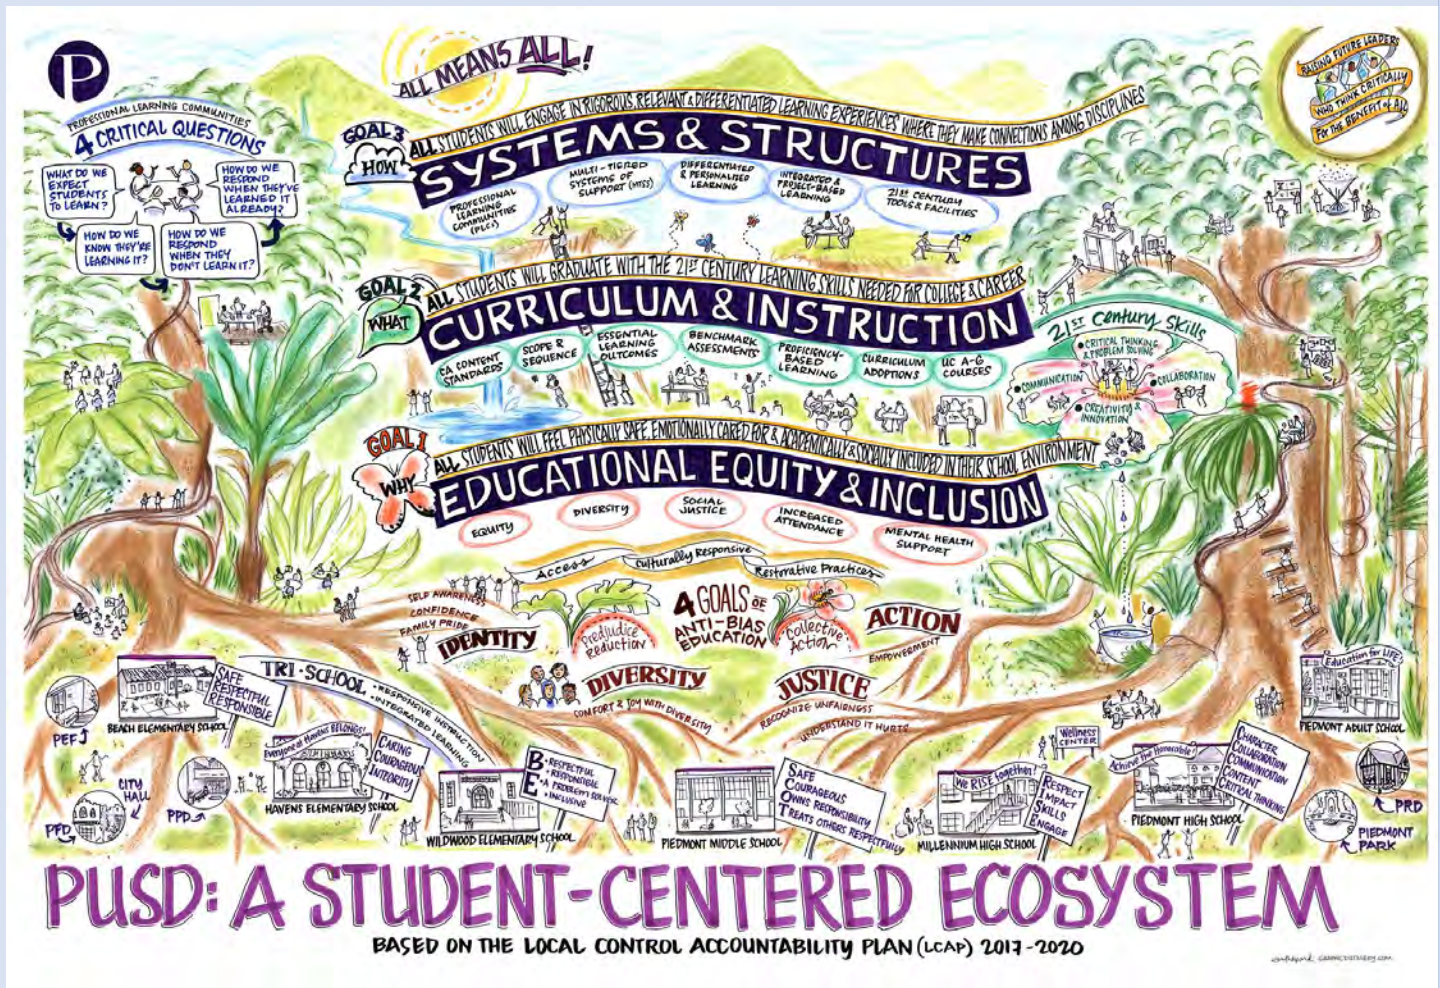 P
PROFESSIONAL LEARNING COMMUNITIES
4 CRITICAL QUESTIONS
WHAT DO WE
EXPECT
STUDENTS
TO LEARN?
HOW DO WE
KNOW THEY'RE
LEARNING IT?
HOW DO WE
RESPOND
WHEN THEY
DON'T LEARN IT?
HOW DO WE
RESPOND
WHEN THEY'VE
LEARNED IT
ALREADY?
ALL MEANS ALL!
RAISING FUTURE LEADERS
WHO THINK CRITICALLY
FOR THE BENEFIT OF ALL
GOAL 3
HOW
ALL STUDENTS WILL ENGAGE IN RIGOROUS RELEVANT & DIFFERENTIATED LEARNING EXPERIENCES WHERE THEY MAKE CONNECTIONS AMONG DISCIPLINES
SYSTEMS & STRUCTURES
PROFESSIONAL
LEARNING
COMMUNITIES
(PLCs)
MULTI-TIERED
SYSTEMS OF
SUPPORT (MTSS)
DIFFERENTIATED
& PERSONALIZED
LEARNING
INTEGRATED &
PROJECT-BASED
LEARNING
21ST CENTURY
TOOLS & FACILITIES
GOAL 2
WHAT
ALL STUDENTS WILL GRADUATE WITH THE 21ST CENTURY LEARNING SKILLS NEEDED FOR COLLEGE & CAREER
CURRICULUM & INSTRUCTION
CA CONTENT
STANDARDS
SCOPE &
SEQUENCE
ESSENTIAL
LEARNING
OUTCOMES
BENCHMARK
ASSESSMENTS
PROFICIENCY-
BASED
LEARNING
CURRICULUM
ADOPTIONS
UC A-G
COURSES
21ST Century Skills
• CRITICAL THINKING
& PROBLEM SOLVING
• COMMUNICATION
• COLLABORATION
• CREATIVITY &
INNOVATION
GOAL 1
WHY
ALL STUDENTS WILL FEEL PHYSICALLY SAFE, EMOTIONALLY CARED FOR & ACADEMICALLY & SOCIALLY INCLUDED IN THEIR SCHOOL ENVIRONMENT
EDUCATIONAL EQUITY & INCLUSION
EQUITY
DIVERSITY
SOCIAL
JUSTICE
INCREASED
ATTENDANCE
MENTAL HEALTH
SUPPORT
Access
Culturally Responsive
Restorative Practices
SELF AWARENESS
CONFIDENCE
FAMILY PRIDE
IDENTITY
Predjudice
Reduction
4 GOALS OF
ANTI-BIAS
EDUCATION
Collective
Action
ACTION
EMPOWERMENT
DIVERSITY
COMFORT & JOY WITH DIVERSITY
JUSTICE
RECOGNIZE UNFAIRNESS
UNDERSTAND IT HURTS
TRI-SCHOOL
• RESPONSIVE INSTRUCTION
• INTEGRATED LEARNING
PEF
BEACH ELEMENTARY SCHOOL
SAFE
RESPECTFUL
RESPONSIBLE
CITY
HALL
PFD
PPD
Everyone at Havens BELONGS!
HAVENS ELEMENTARY SCHOOL
CARING
COURAGEOUS
INTEGRITY
WILDWOOD ELEMENTARY SCHOOL
B • RESPECTFUL
E • RESPONSIBLE
• A PROBLEM SOLVER
• INCLUSIVE
PIEDMONT MIDDLE SCHOOL
SAFE
COURAGEOUS
OWNS RESPONSIBILITY
TREATS OTHERS RESPECTFULLY
WE RISE together!
MILLENNIUM HIGH SCHOOL
RESPECT
IMPACT
SKILLS
ENGAGE
Wellness
CENTER
Achieve the Honorable!
PIEDMONT HIGH SCHOOL
CHARACTER
COLLABORATION
COMMUNICATION
CONTENT
CRITICAL THINKING
Education for LIFE!
PIEDMONT ADULT SCHOOL
PRD
PIEDMONT
PARK
PUSD: A STUDENT-CENTERED ECOSYSTEM
BASED ON THE LOCAL CONTROL ACCOUNTABILITY PLAN (LCAP) 2017-2020